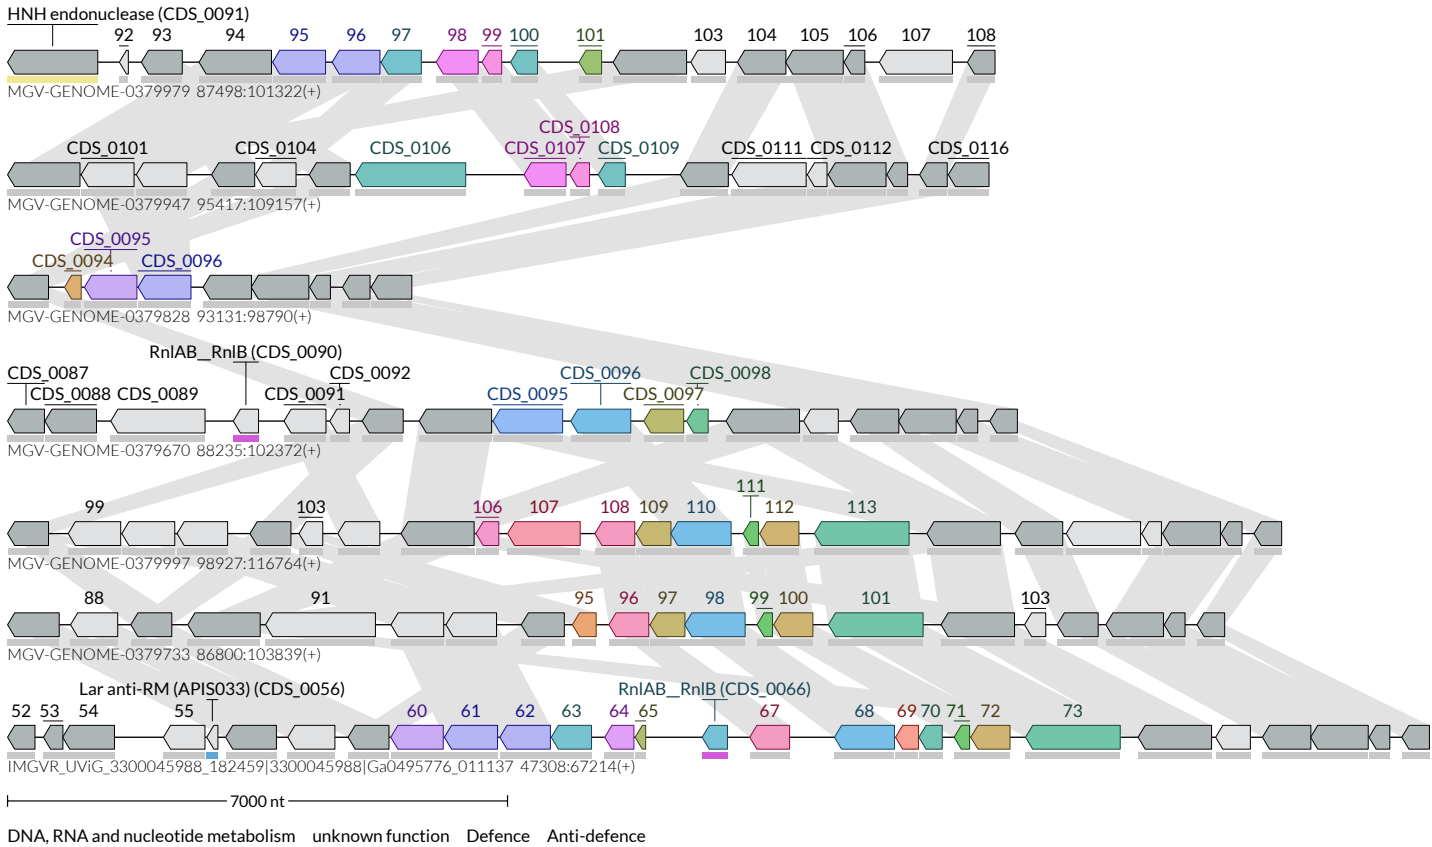 HNH endonuclease (CDS_0091)
92 93 94 95 96 97 98 99 100 101 103 104 105 106 107 108
MGV-GENOME-0379979 87498:101322(+)
CDS_0108
CDS_0101 CDS_0104 CDS_0106 CDS_0107 CDS_0109 CDS_0111 CDS_0112 CDS_0116
MGV-GENOME-0379947 95417:109157(+)
CDS_0095
CDS_0094 CDS_0096
MGV-GENOME-0379828 93131:98790(+)
RnlAB__RnlB (CDS_0090)
CDS_0087 CDS_0092 CDS_0096 CDS_0098
CDS_0088 CDS_0089 CDS_0091 CDS_0095 CDS_0097
MGV-GENOME-0379670 88235:102372(+)
111
99 103 106 107 108 109 110 112 113
MGV-GENOME-0379997 98927:116764(+)
88 91 95 96 97 98 99 100 101 103
MGV-GENOME-0379733 86800:103839(+)
Lar anti-RM (APIS033) (CDS_0056) RnlAB__RnlB (CDS_0066)
52 53 54 55 60 61 62 63 64 65 67 68 69 70 71 72 73
IMGVR_UViG_3300045988_182459|3300045988|Ga0495776_011137 47308:67214(+)
7000 nt
DNA, RNA and nucleotide metabolism unknown function Defence Anti-defence